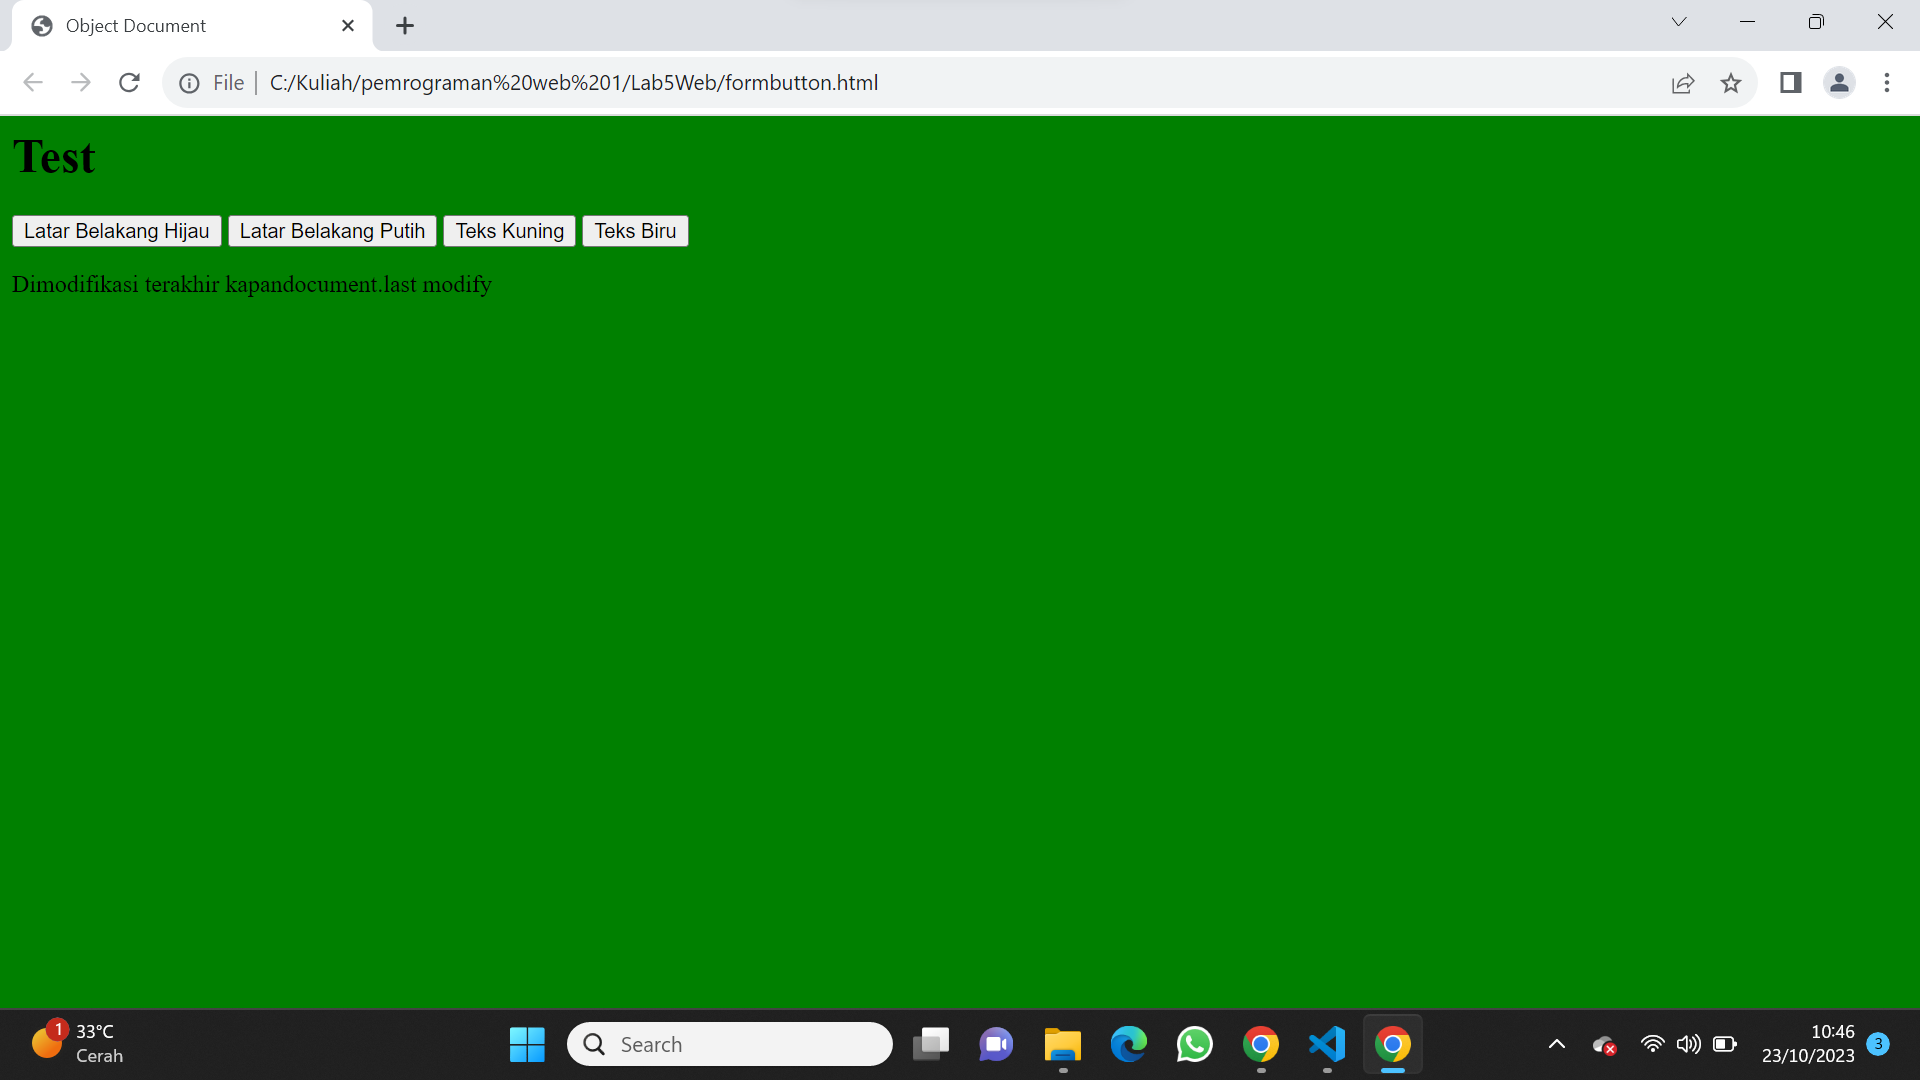 Object Document
File
C:/Kuliah/pemrograman%20web%201/Lab5Web/formbutton.html
Test
Latar Belakang Hijau Latar Belakang Putih Teks Kuning Teks Biru
Dimodifikasi terakhir kapandocument.last modify
1
33°C
Cerah
Search
10:46
23/10/2023
3